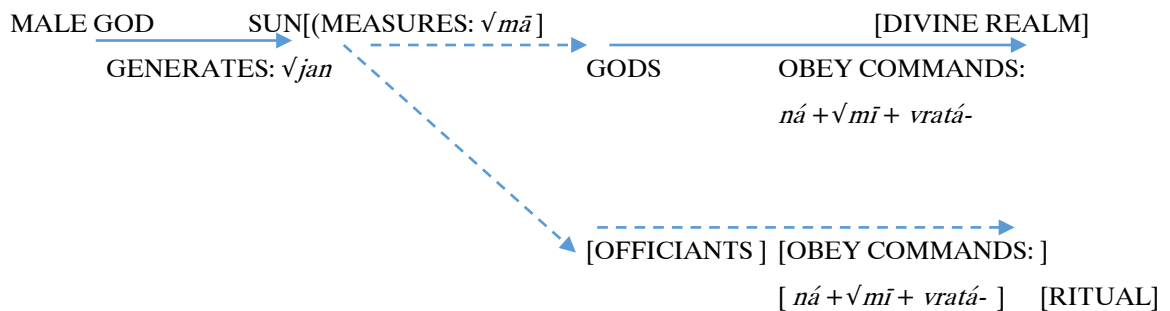 MALE GOD SUN[(MEASURES: √mā ] [DIVINE REALM]
GENERATES: √jan GODS OBEY COMMANDS:
ná +√mī + vratá-
[OFFICIANTS ] [OBEY COMMANDS: ]
[ ná +√mī + vratá- ] [RITUAL]